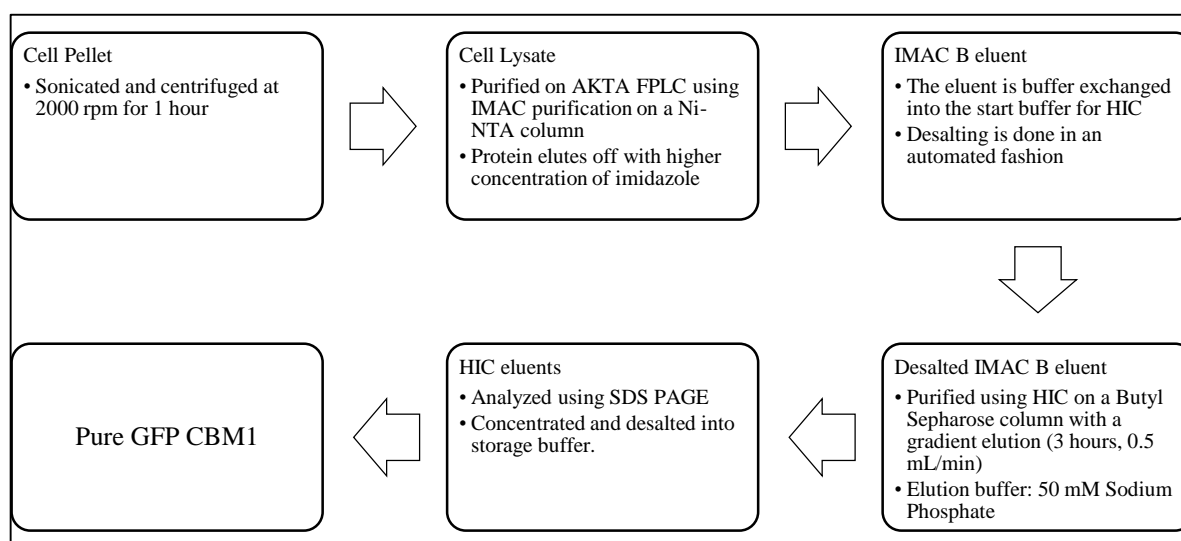 Cell Pellet
• Sonicated and centrifuged at
2000 rpm for 1 hour
Cell Lysate
• Purified on AKTA FPLC using
IMAC purification on a Ni-
NTA column
• Protein elutes off with higher
concentration of imidazole
IMAC B eluent
• The eluent is buffer exchanged
into the start buffer for HIC
• Desalting is done in an
automated fashion
Desalted IMAC B eluent
• Purified using HIC on a Butyl
Sepharose column with a
gradient elution (3 hours, 0.5
mL/min)
• Elution buffer: 50 mM Sodium
Phosphate
HIC eluents
• Analyzed using SDS PAGE
• Concentrated and desalted into
storage buffer.
Pure GFP CBM1